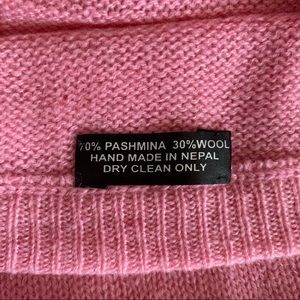 70% PASHMINA 30%WOOL
HAND MADE IN NEPAL
DRY CLEAN ONLY